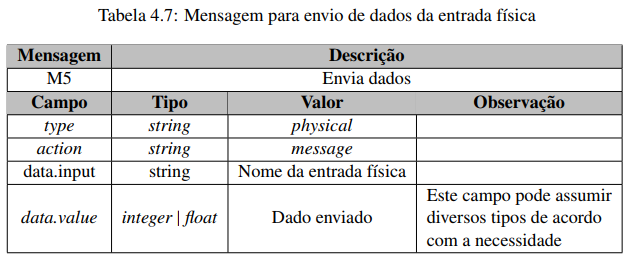 Tabela 4.7: Mensagem para envio de dados da entrada física
Mensagem Descrição
M5 Envia dados
Campo Tipo Valor Observação
type string physical
action string message
data.input string Nome da entrada física
data.value integer | float Dado enviado Este campo pode assumir
diversos tipos de acordo
com a necessidade